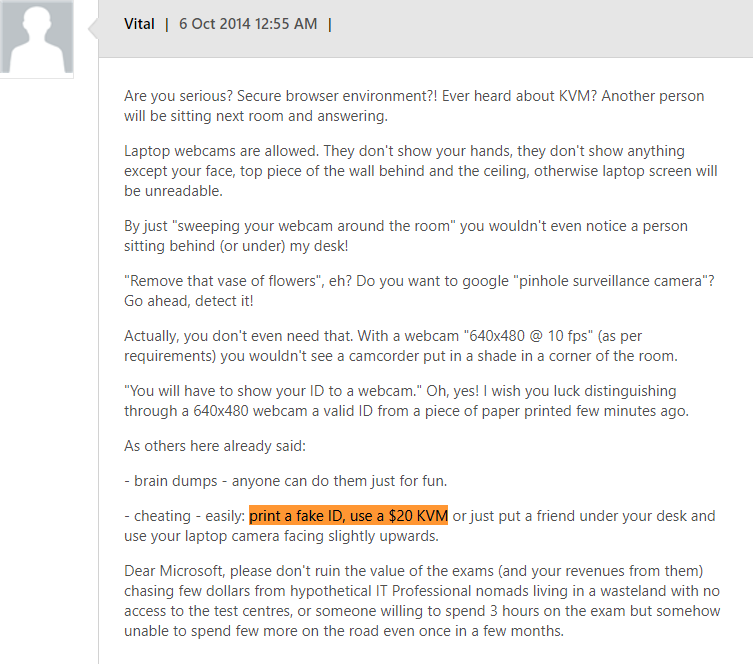 Vital | 6 Oct 2014 12:55 AM |
Are you serious? Secure browser environment?! Ever heard about KVM? Another person
will be sitting next room and answering.
Laptop webcams are allowed. They don't show your hands, they don't show anything
except your face, top piece of the wall behind and the ceiling, otherwise laptop screen will
be unreadable.
By just "sweeping your webcam around the room" you wouldn't even notice a person
sitting behind (or under) my desk!
"Remove that vase of flowers", eh? Do you want to google "pinhole surveillance camera"?
Go ahead, detect it!
Actually, you don't even need that. With a webcam "640x480 @ 10 fps" (as per
requirements) you wouldn't see a camcorder put in a shade in a corner of the room.
"You will have to show your ID to a webcam." Oh, yes! I wish you luck distinguishing
through a 640x480 webcam a valid ID from a piece of paper printed few minutes ago.
As others here already said:
- brain dumps - anyone can do them just for fun.
- cheating - easily: print a fake ID, use a $20 KVM or just put a friend under your desk and
use your laptop camera facing slightly upwards.
Dear Microsoft, please don't ruin the value of the exams (and your revenues from them)
chasing few dollars from hypothetical IT Professional nomads living in a wasteland with no
access to the test centres, or someone willing to spend 3 hours on the exam but somehow
unable to spend few more on the road even once in a few months.